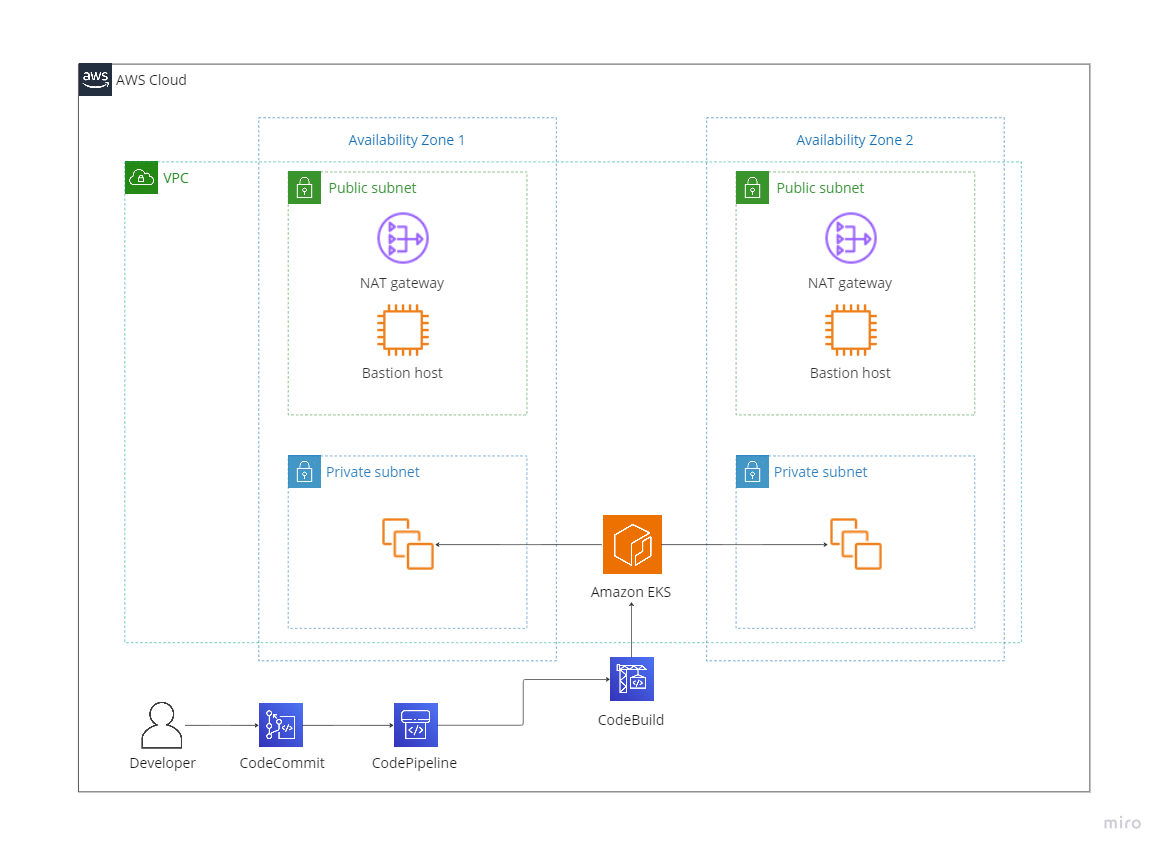 aws
AWS Cloud
Availability Zone 1
Availability Zone 2
VPC
Public subnet
Public subnet
NAT gateway
NAT gateway
Bastion host
Bastion host
Private subnet
Private subnet
Amazon EKS
CodeBuild
Developer
CodeCommit
CodePipeline
miro